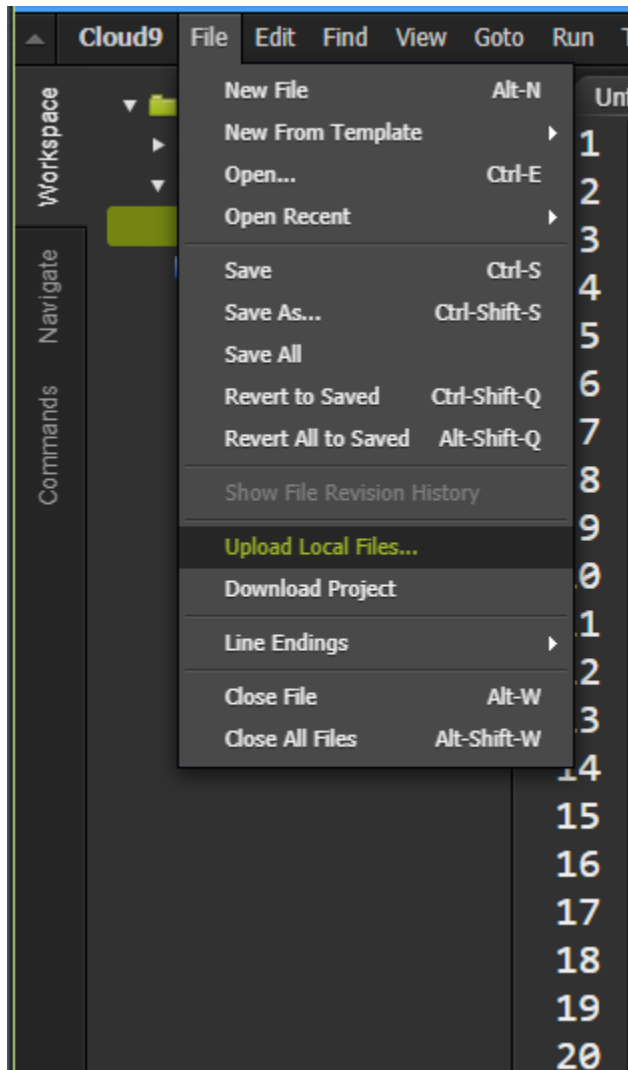 Cloud9 File Edit Find View Goto Run
Workspace
Navigate
Commands
New File Alt-N
New From Template
Open... Ctrl-E
Open Recent
Save Ctrl-S
Save As... Ctrl-Shift-S
Save All
Revert to Saved Ctrl-Shift-Q
Revert All to Saved Alt-Shift-Q
Show File Revision History
Upload Local Files...
Download Project
Line Endings
Close File Alt-W
Close All Files Alt-Shift-W
1
2
3
4
5
6
7
8
9
14
15
16
17
18
19
20